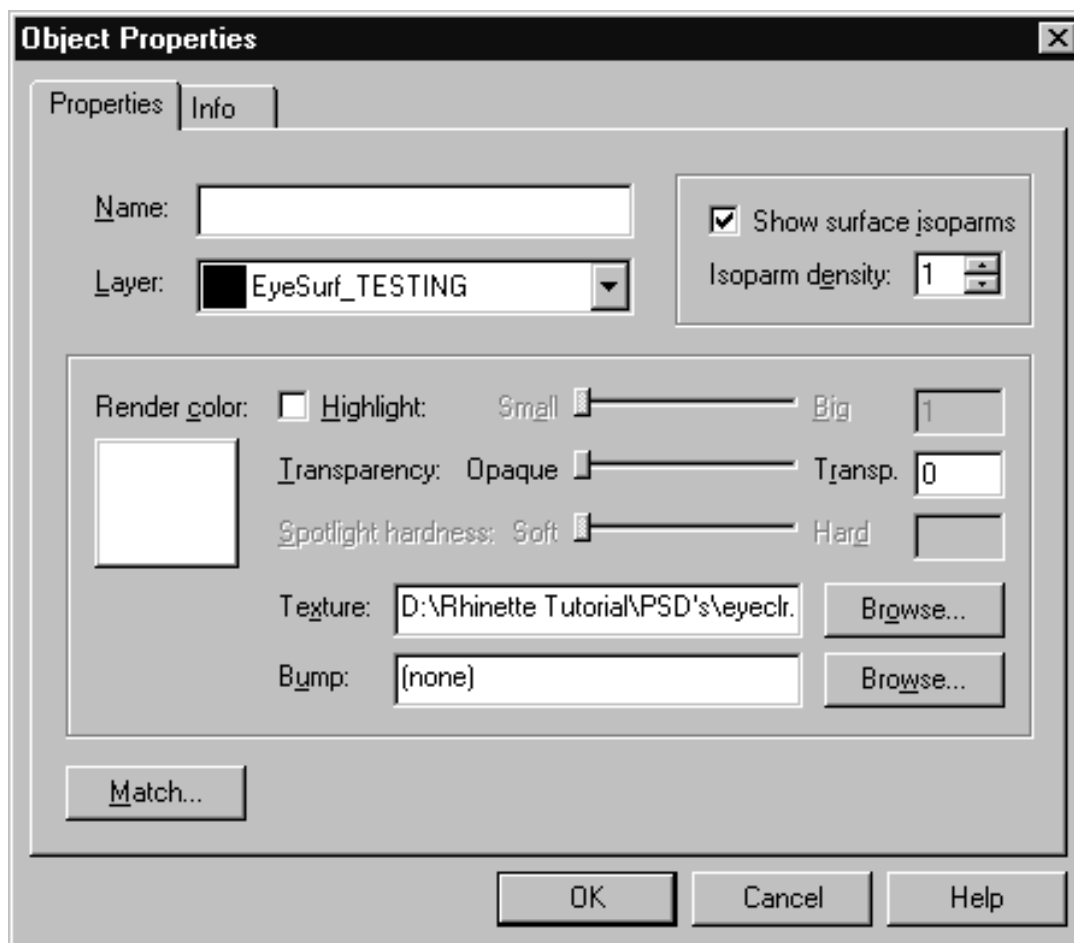 Object Properties
Properties Info
Name:
Layer: EyeSurf_TESTING
Show surface isoparms
Isoparm density: 1
Render color: Highlight: Small Big 1
Transparency: Opaque Transp. 0
Spotlight hardness: Soft Hard
Texture: D:\Rhinette Tutorial\PSD's\eyeclr. Browse...
Bump: (none) Browse...
Match...
OK Cancel Help